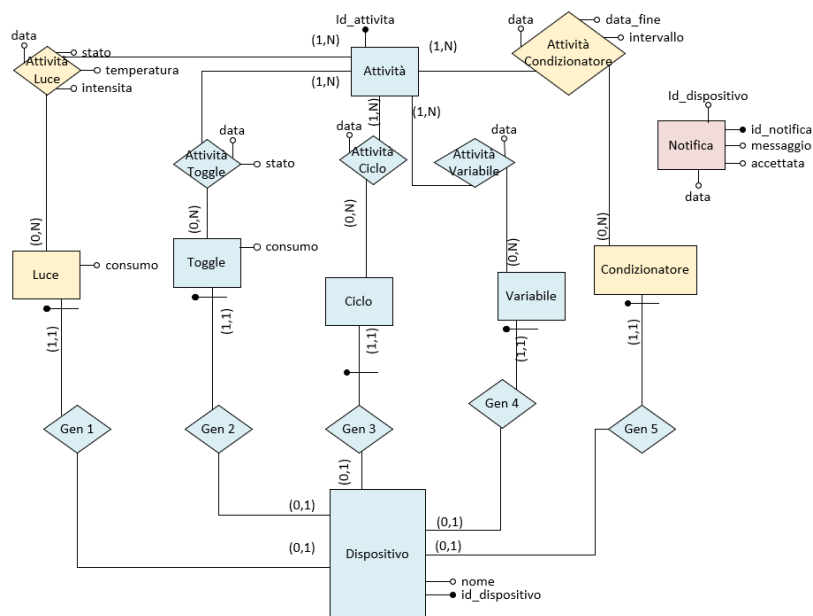 Id_attivita
data
stato
Attività
Luce
temperatura
intensita
(1,N)
(1,N)
Attività
(1,N)
(1,N)
(1,N)
data
data_fine
intervallo
Attività
Condizionatore
Id_dispositivo
id_notifica
Notifica
messaggio
accettata
data
data
Attività
Toggle
stato
data
Attività
Ciclo
data
Attività
Variabile
(0,N)
(0,N)
(0,N)
(0,N)
(0,N)
Luce
consumo
Toggle
consumo
Ciclo
Variabile
Condizionatore
(1,1)
(1,1)
(1,1)
(1,1)
(1,1)
Gen 1
Gen 2
Gen 3
Gen 4
Gen 5
(0,1)
(0,1)
(0,1)
(0,1)
(0,1)
Dispositivo
nome
id_dispositivo